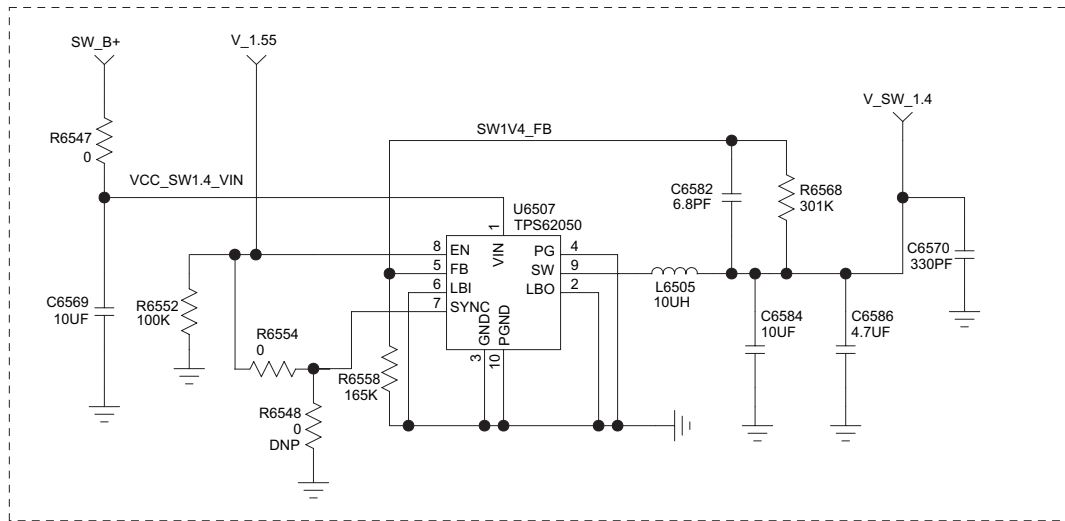 SW_B+
V_1.55
V_SW_1.4
R6547
0
SW1V4_FB
VCC_SW1.4_VIN
C6582
6.8PF
R6568
301K
U6507
TPS62050
1
VIN
8
EN
PG
4
5
FB
SW
9
6
LBI
LBO
2
7
SYNC
GNDC
PGND
3
10
C6570
330PF
L6505
10UH
C6569
10UF
R6552
100K
R6554
0
C6584
10UF
C6586
4.7UF
R6558
165K
R6548
0
DNP